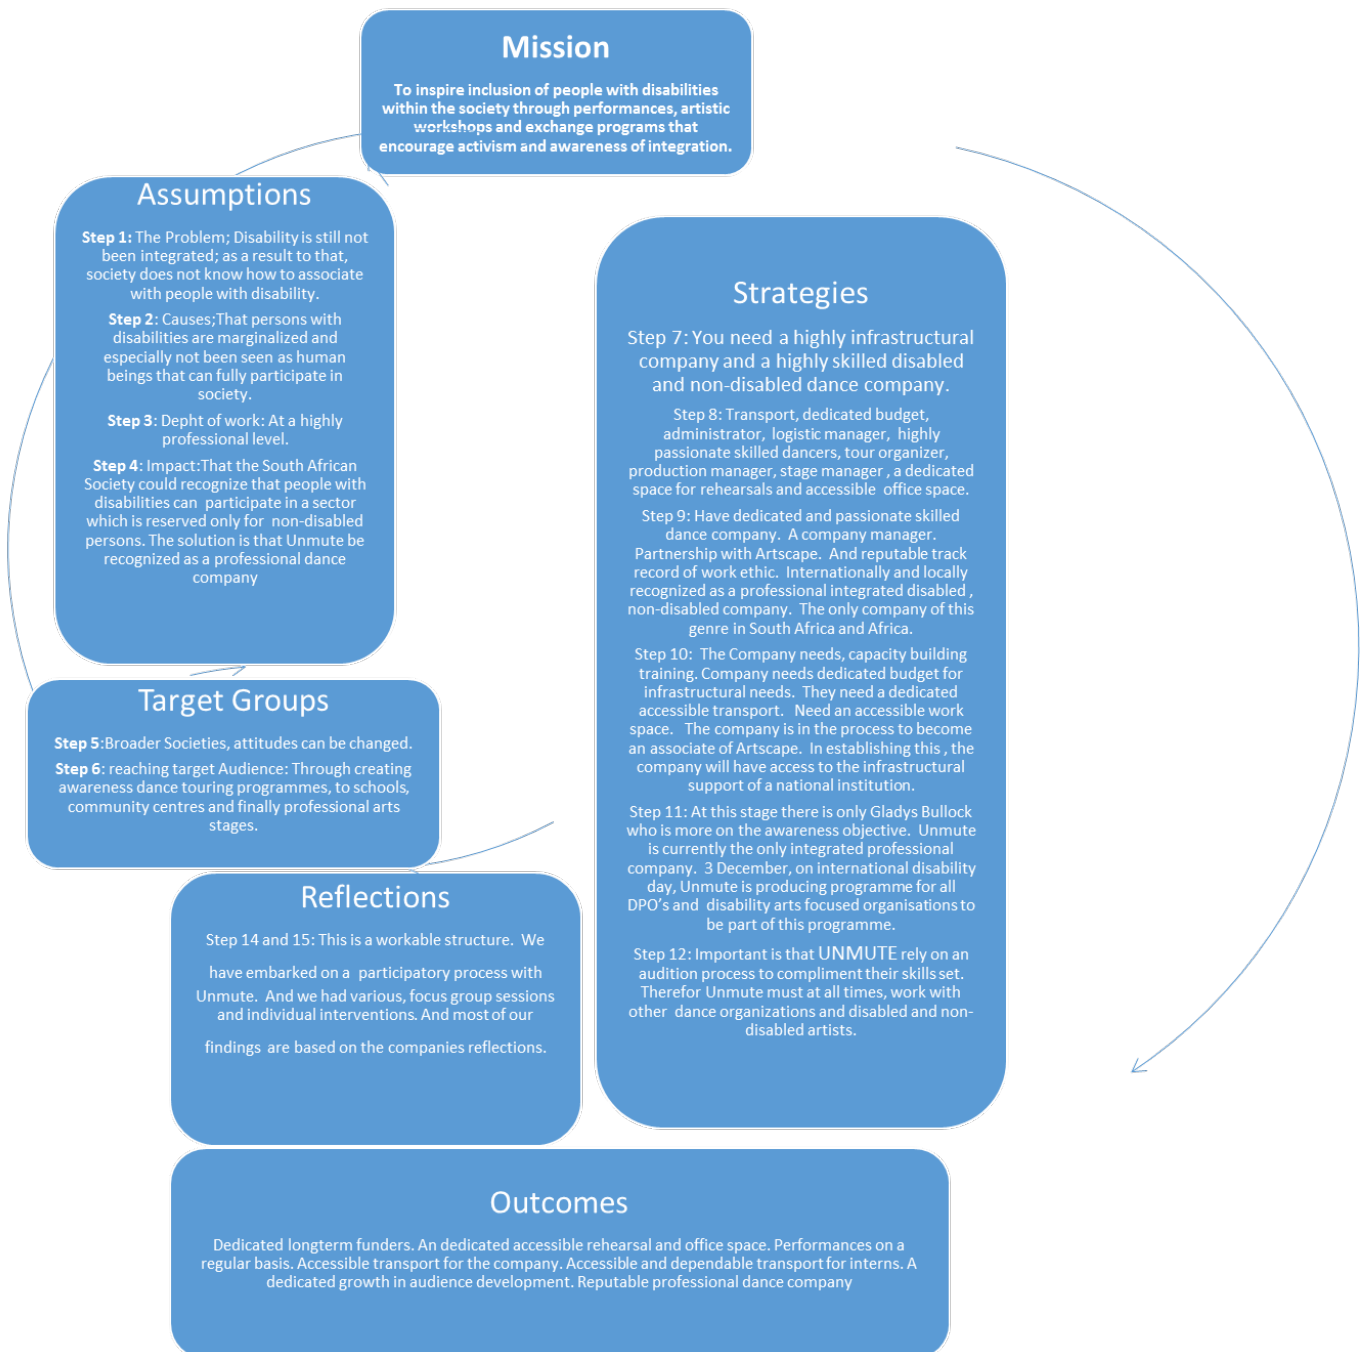 Mission
To inspire inclusion of people with disabilities
within the society through performances, artistic
workshops and exchange programs that
encourage activism and awareness of integration.
Assumptions
Step 1: The Problem; Disability is still not
been integrated; as a result to that,
society does not know how to associate
with people with disability.
Step 2: Causes;That persons with
disabilities are marginalized and
especially not been seen as human
beings that can fully participate in
society.
Step 3: Depht of work: At a highly
professional level.
Step 4: Impact:That the South African
Society could recognize that people with
disabilities can participate in a sector
which is reserved only for non-disabled
persons. The solution is that Unmute be
recognized as a professional dance
company
Target Groups
Step 5:Broader Societies, attitudes can be changed.
Step 6: reaching target Audience: Through creating
awareness dance touring programmes, to schools,
community centres and finally professional arts
stages.
Reflections
Step 14 and 15: This is a workable structure. We
have embarked on a participatory process with
Unmute. And we had various, focus group sessions
and individual interventions. And most of our
findings are based on the companies reflections.
Strategies
Step 7: You need a highly infrastructural
company and a highly skilled disabled
and non-disabled dance company.
Step 8: Transport, dedicated budget,
administrator, logistic manager, highly
passionate skilled dancers, tour organizer,
production manager, stage manager , a dedicated
space for rehearsals and accessible office space.
Step 9: Have dedicated and passionate skilled
dance company. A company manager.
Partnership with Artscape. And reputable track
record of work ethic. Internationally and locally
recognized as a professional integrated disabled ,
non-disabled company. The only company of this
genre in South Africa and Africa.
Step 10: The Company needs, capacity building
training. Company needs dedicated budget for
infrastructural needs. They need a dedicated
accessible transport. Need an accessible work
space. The company is in the process to become
an associate of Artscape. In establishing this , the
company will have access to the infrastructural
support of a national institution.
Step 11: At this stage there is only Gladys Bullock
who is more on the awareness objective. Unmute
is currently the only integrated professional
company. 3 December, on international disability
day, Unmute is producing programme for all
DPO’s and disability arts focused organisations to
be part of this programme.
Step 12: Important is that UNMUTE rely on an
audition process to compliment their skills set.
Therefor Unmute must at all times, work with
other dance organizations and disabled and non-
disabled artists.
Outcomes
Dedicated longterm funders. An dedicated accessible rehearsal and office space. Performances on a
regular basis. Accessible transport for the company. Accessible and dependable transport for interns. A
dedicated growth in audience development. Reputable professional dance company